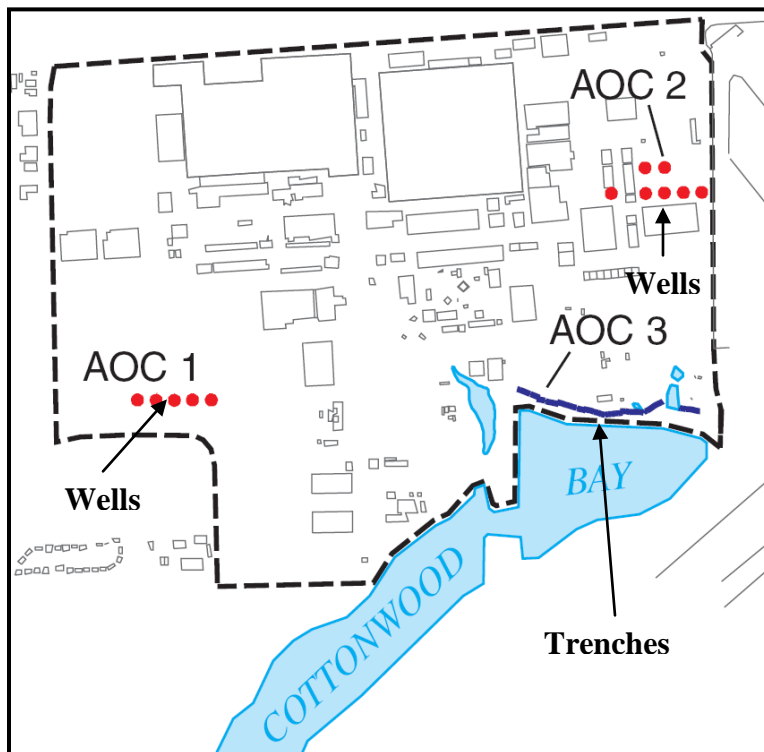 AOC 2
Wells
AOC 3
AOC 1
Wells
BAY
COTTONWOOD
Trenches